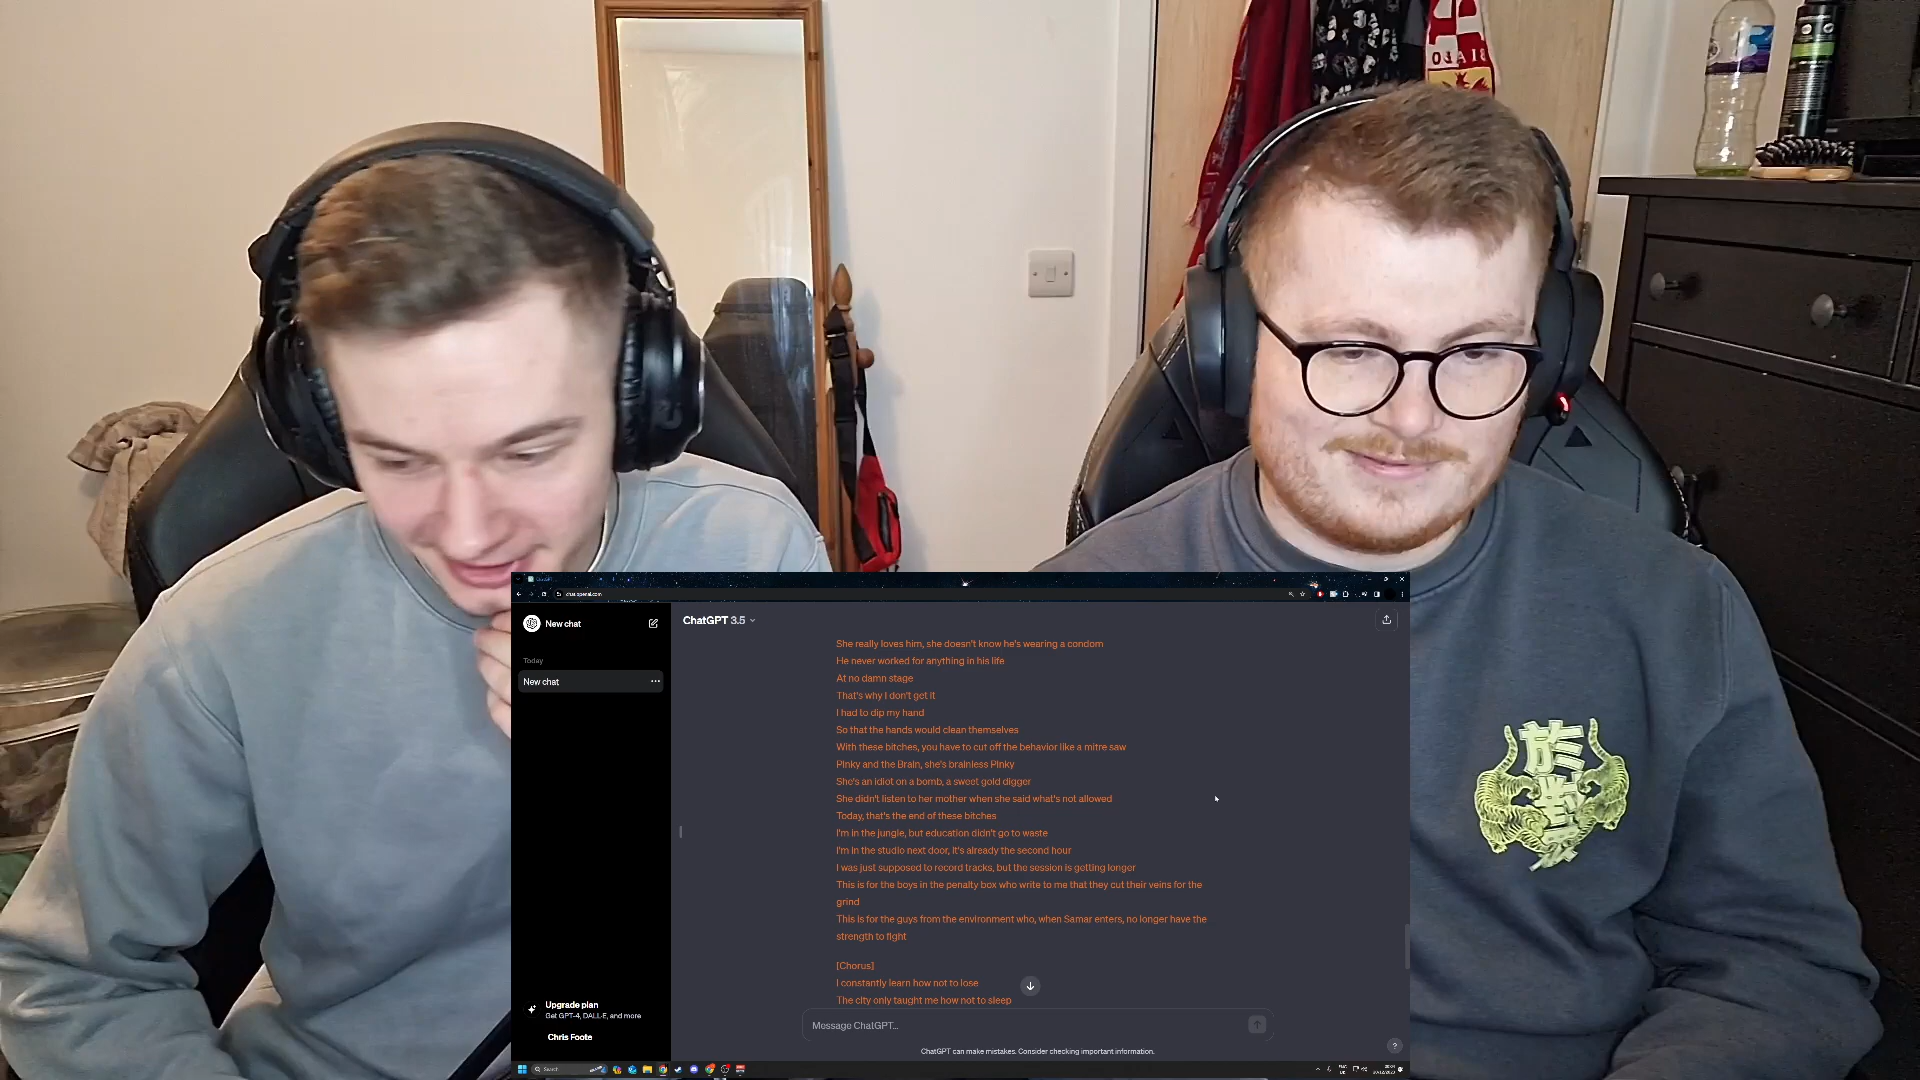 BIAŁO
New chat
Today
New chat
Upgrade plan
Get GPT-4, DALL·E, and more
Chris Foote
chat.openai.com
ChatGPT 3.5
She really loves him, she doesn't know he's wearing a condom
He never worked for anything in his life
At no damn stage
That's why I don't get it
I had to dip my hand
So that the hands would clean themselves
With these bitches, you have to cut off the behavior like a mitre saw
Pinky and the Brain, she's brainless Pinky
She's an idiot on a bomb, a sweet gold digger
She didn't listen to her mother when she said what's not allowed
Today, that's the end of these bitches
I'm in the jungle, but education didn't go to waste
I'm in the studio next door, it's already the second hour
I was just supposed to record tracks, but the session is getting longer
This is for the boys in the penalty box who write to me that they cut their veins for the
grind
This is for the guys from the environment who, when Samar enters, no longer have the
strength to fight
[Chorus]
I constantly learn how not to lose
The city only taught me how not to sleep
Message ChatGPT...
ChatGPT can make mistakes. Consider checking important information.
?
Search